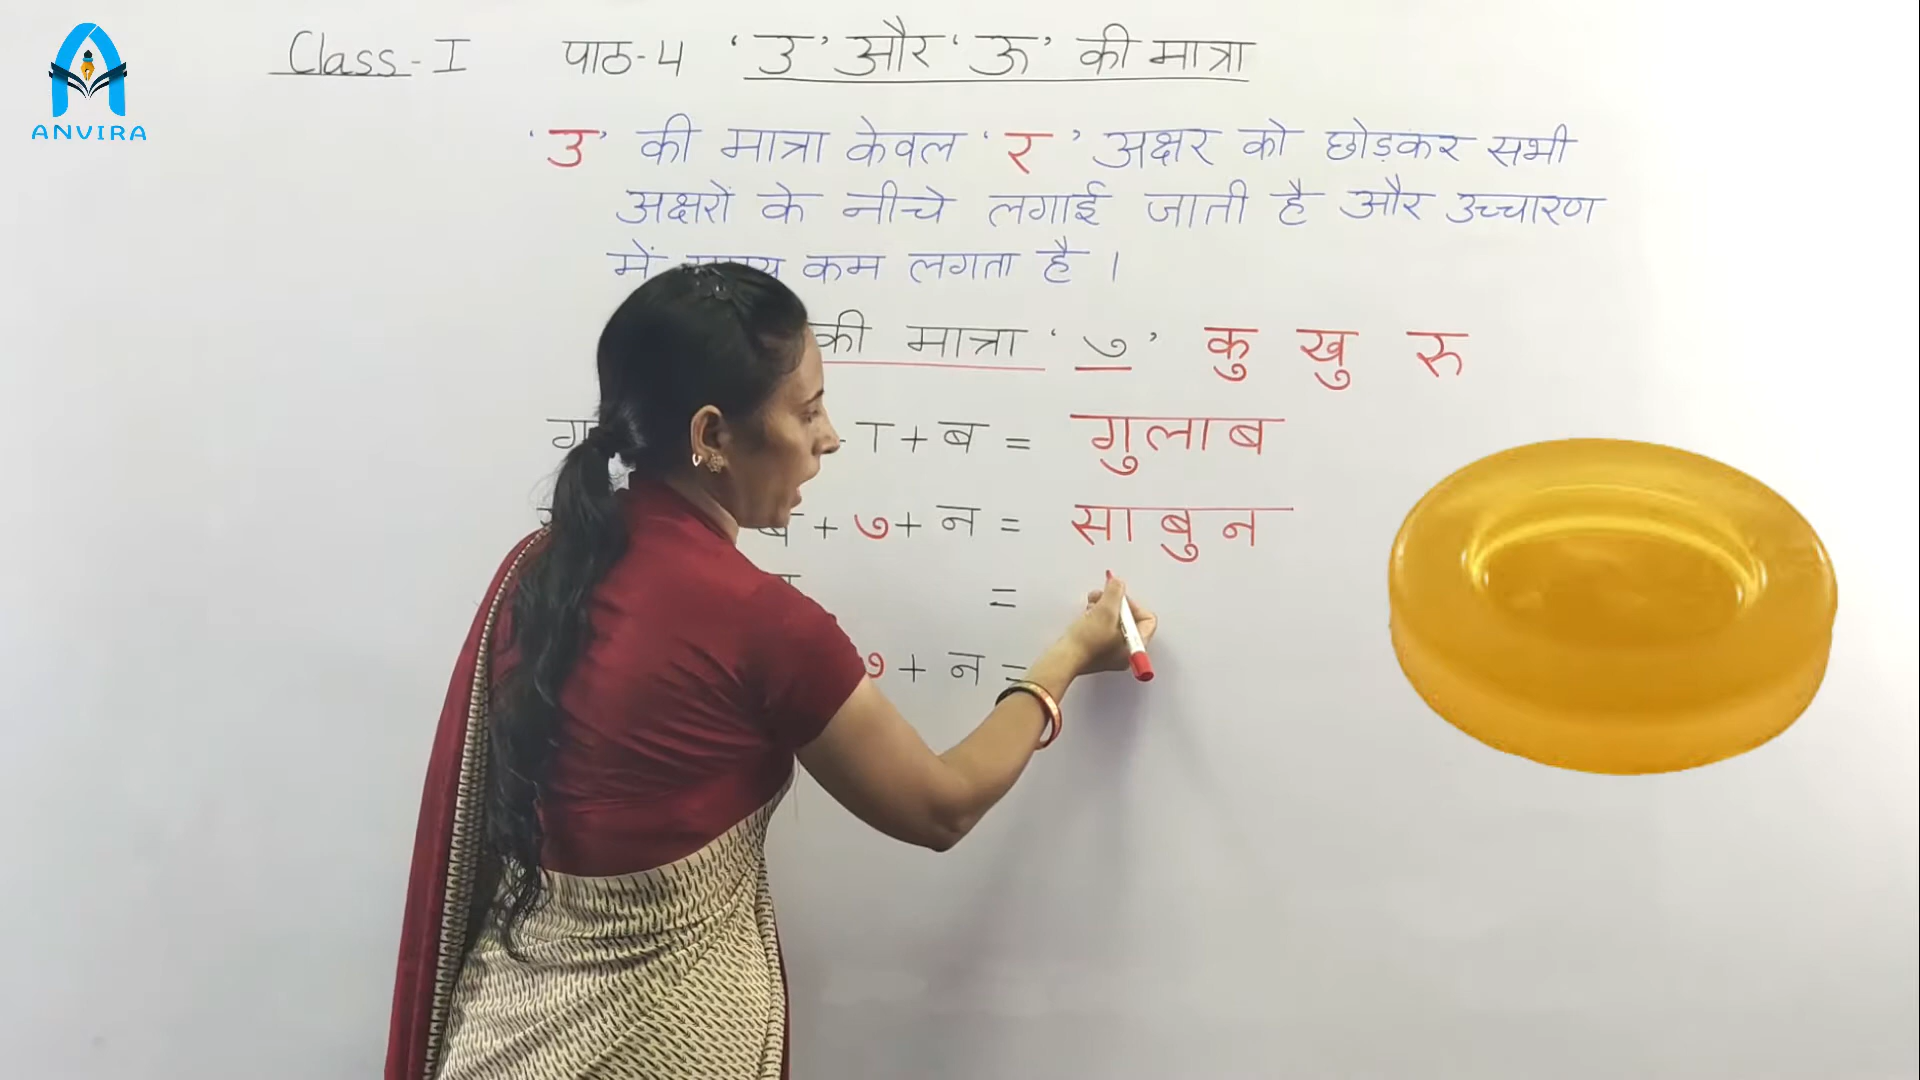 ANVIRA
Class-I पाठ-4 'उ' और 'ऊ' की मात्रा
'उ' की मात्रा केवल 'र' अक्षर को छोड़कर सभी
अक्षरों के नीचे लगाई जाती है और उच्चारण
में कम लगता है ।
की मात्रा ' ु ' कु खु रु
ा + ब = गुलाब
ब + ु + न = साबुन
=
ु + न =